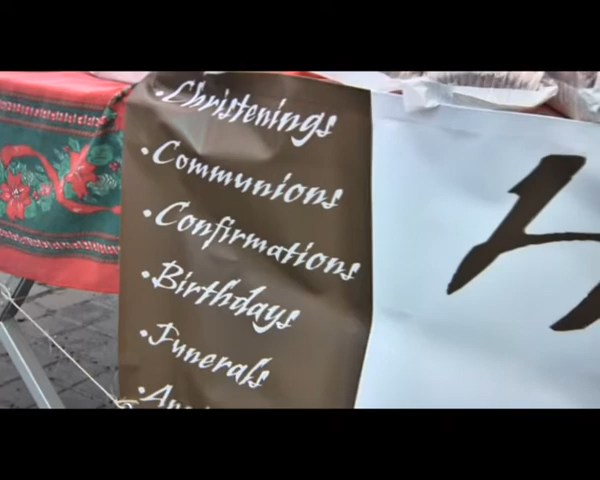 •Christenings
•Communions
•Confirmations
•Birthdays
•Funerals